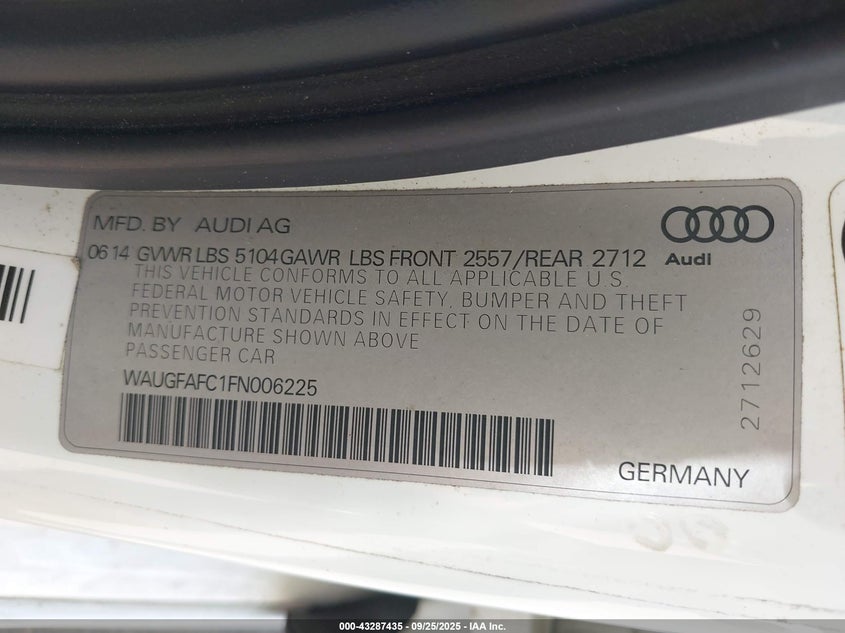 MFD. BY AUDI AG
06 14 GVWR LBS 5104 GAWR LBS FRONT 2557/REAR 2712
Audi
THIS VEHICLE CONFORMS TO ALL APPLICABLE U.S.
FEDERAL MOTOR VEHICLE SAFETY, BUMPER AND THEFT
PREVENTION STANDARDS IN EFFECT ON THE DATE OF
MANUFACTURE SHOWN ABOVE
PASSENGER CAR
WAUGFAFC1FN006225
2712629
GERMANY
000-43287435 - 09/25/2025 - IAA Inc.